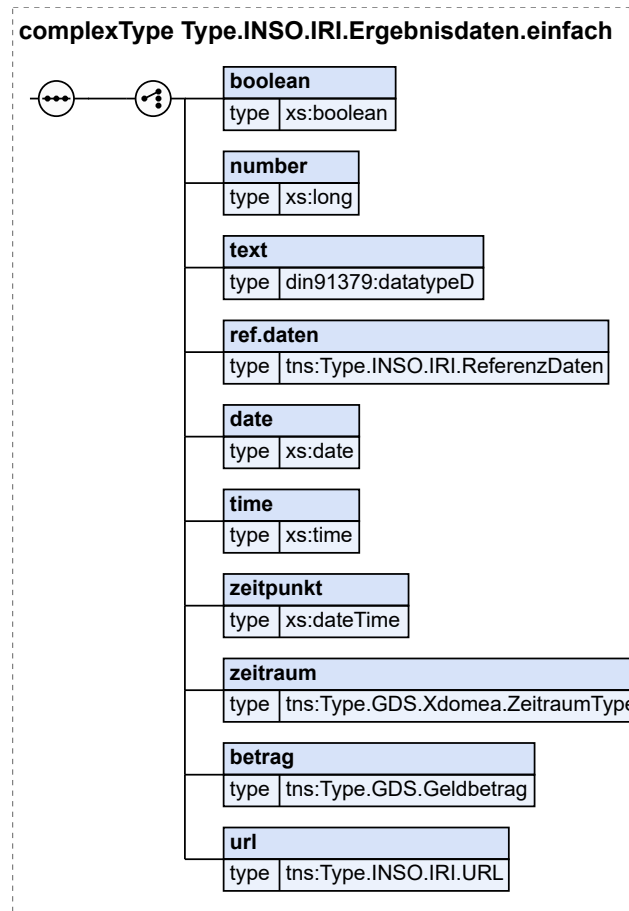 complexType Type.INSO.IRI.Ergebnisdaten.einfach
boolean
type xs:boolean
number
type xs:long
text
type din91379:datatypeD
ref.daten
type tns:Type.INSO.IRI.ReferenzDaten
date
type xs:date
time
type xs:time
zeitpunkt
type xs:dateTime
zeitraum
type tns:Type.GDS.Xdomea.ZeitraumType
betrag
type tns:Type.GDS.Geldbetrag
url
type tns:Type.INSO.IRI.URL